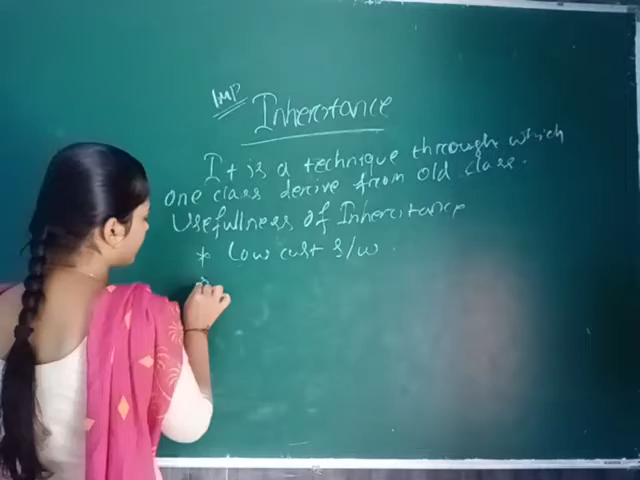 IMP
Inheritance
It is a technique through which
one class derive from old class.
Usefullness of Inheritance
* Low cost s/w.
*